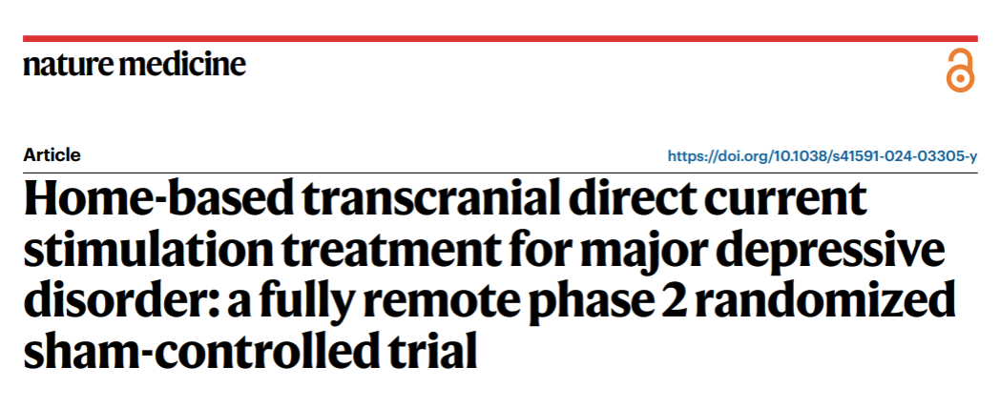 nature medicine
Article
https://doi.org/10.1038/s41591-024-03305-y
Home-based transcranial direct current
stimulation treatment for major depressive
disorder: a fully remote phase 2 randomized
sham-controlled trial